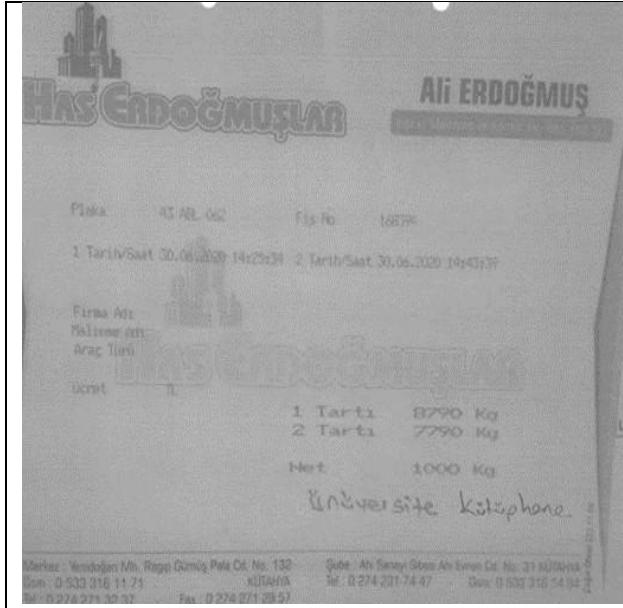 HAS ERDOĞMUŞLAR
Ali ERDOĞMUŞ
Plaka 43 ABL 062 Fiş No 168394
1 Tarih/Saat 30.06.2020 14:29:34 2 Tarih/Saat 30.06.2020 14:43:39
Firma Adı
Malzeme Adı
Araç Türü
HAS ERDOĞMUŞLAR
Ücret TL
1 Tartı 8790 Kg
2 Tartı 7790 Kg
Net 1000 Kg
Üniversite kütüphane
Merkez : Yenidoğan Mh. Ragıp Gümüş Pala Cd. No. 132
Gsm : 0 533 316 11 71 KÜTAHYA
Tel : 0 274 271 32 37 Fax : 0 274 271 29 57
Şube : Ahi Sanayi Sitesi Ahi Evran Cd. No: 31 KÜTAHYA
Tel : 0 274 231 74 47 Gsm: 0 533 316 54 94